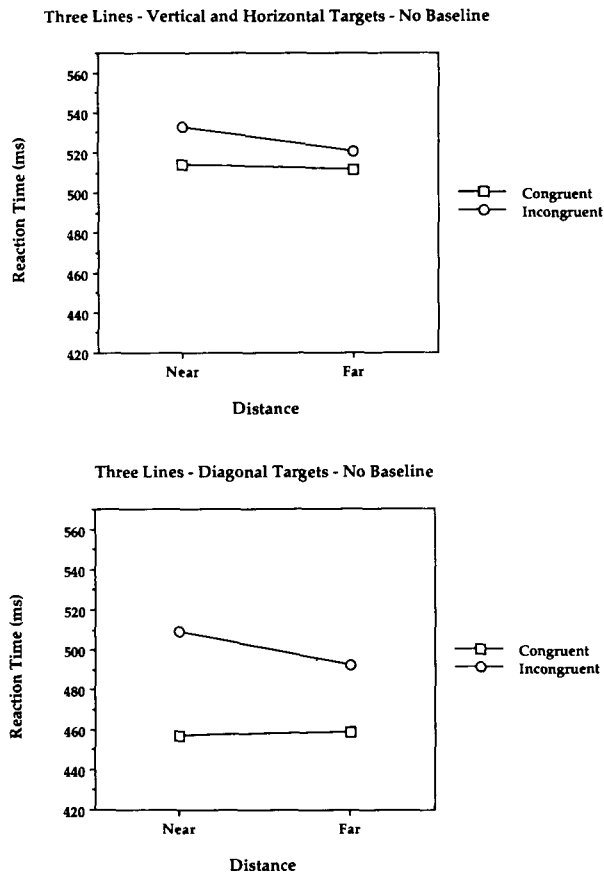 Three Lines - Vertical and Horizontal Targets - No Baseline
560
540
520
500
480
460
440
420
Reaction Time (ms)
Near Far
Distance
Congruent
Incongruent
Three Lines - Diagonal Targets - No Baseline
560
540
520
500
480
460
440
420
Reaction Time (ms)
Near Far
Distance
Congruent
Incongruent